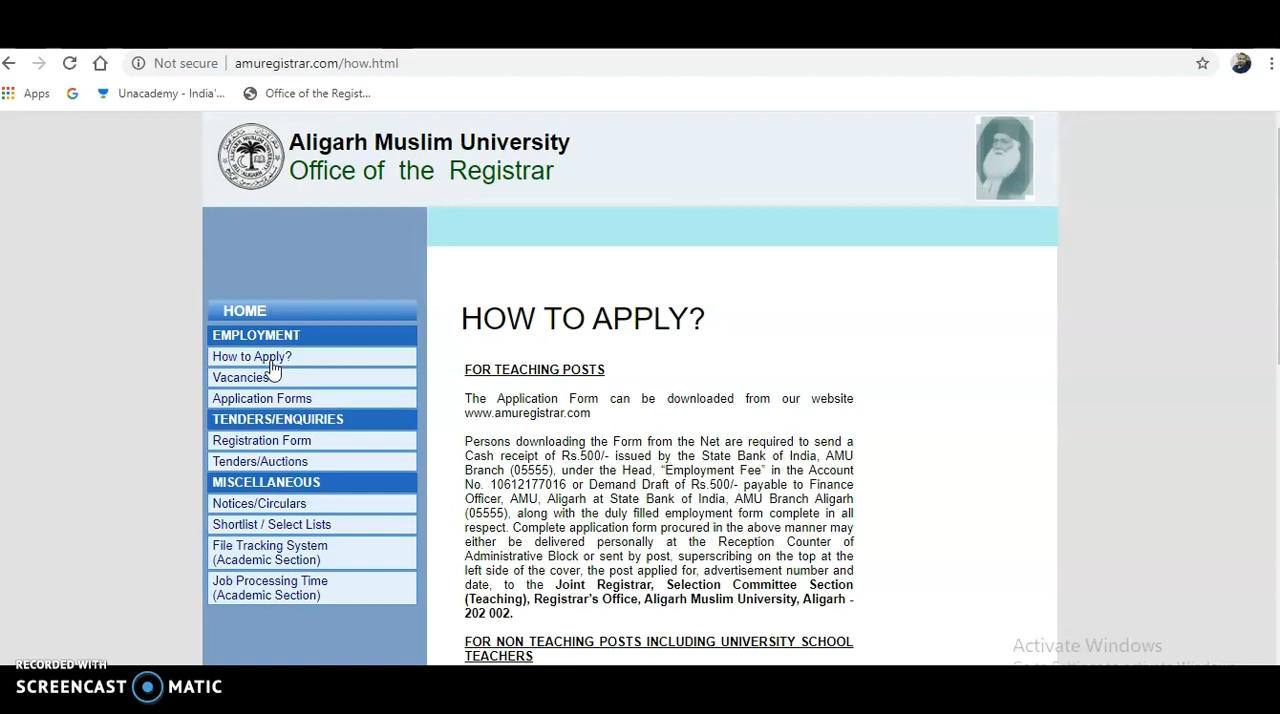 Not secure | amuregistrar.com/how.html
Apps Unacademy - India'... Office of the Regist...
Aligarh Muslim University
Office of the Registrar
HOME
EMPLOYMENT
How to Apply?
Vacancies
Application Forms
TENDERS/ENQUIRIES
Registration Form
Tenders/Auctions
MISCELLANEOUS
Notices/Circulars
Shortlist / Select Lists
File Tracking System
(Academic Section)
Job Processing Time
(Academic Section)
HOW TO APPLY?
FOR TEACHING POSTS
The Application Form can be downloaded from our website
www.amuregistrar.com
Persons downloading the Form from the Net are required to send a
Cash receipt of Rs.500/- issued by the State Bank of India, AMU
Branch (05555), under the Head, “Employment Fee” in the Account
No. 10612177016 or Demand Draft of Rs.500/- payable to Finance
Officer, AMU, Aligarh at State Bank of India, AMU Branch Aligarh
(05555), along with the duly filled employment form complete in all
respect. Complete application form procured in the above manner may
either be delivered personally at the Reception Counter of
Administrative Block or sent by post, superscribing on the top at the
left side of the cover, the post applied for, advertisement number and
date, to the Joint Registrar, Selection Committee Section
(Teaching), Registrar's Office, Aligarh Muslim University, Aligarh -
202 002.
FOR NON TEACHING POSTS INCLUDING UNIVERSITY SCHOOL
TEACHERS
Activate Windows
RECORDED WITH
SCREENCAST MATIC